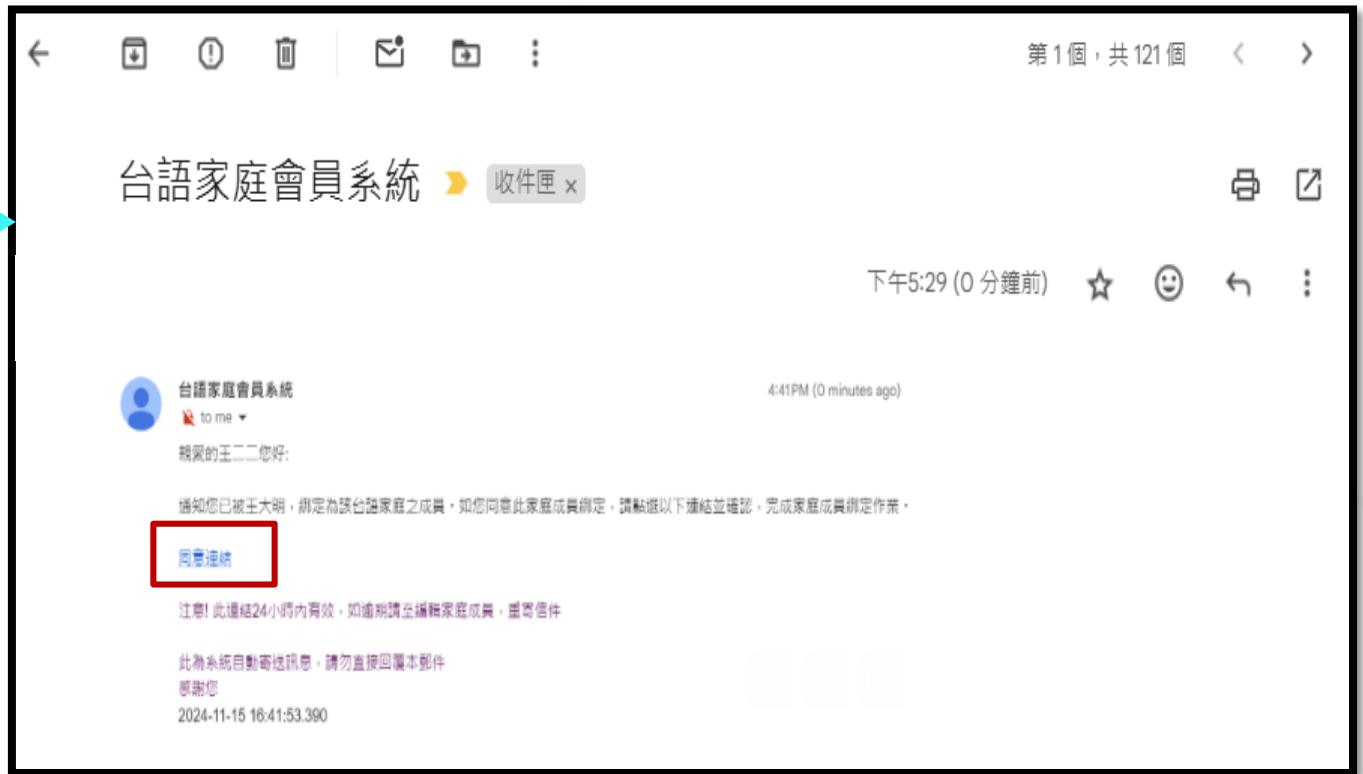 第 1 個，共 121 個
台語家庭會員系統 收件匣 x
下午5:29 (0 分鐘前)
台語家庭會員系統
4:41PM (0 minutes ago)
to me
親愛的王二二您好:
通知您已被王大明，綁定為該台語家庭之成員。如您同意此家庭成員綁定，請點選以下連結並確認，完成家庭成員綁定作業。
同意連結
注意! 此連結24小時內有效，如逾期請至編輯家庭成員，重寄信件
此為系統自動寄送訊息，請勿直接回覆本郵件
感謝您
2024-11-15 16:41:53.390